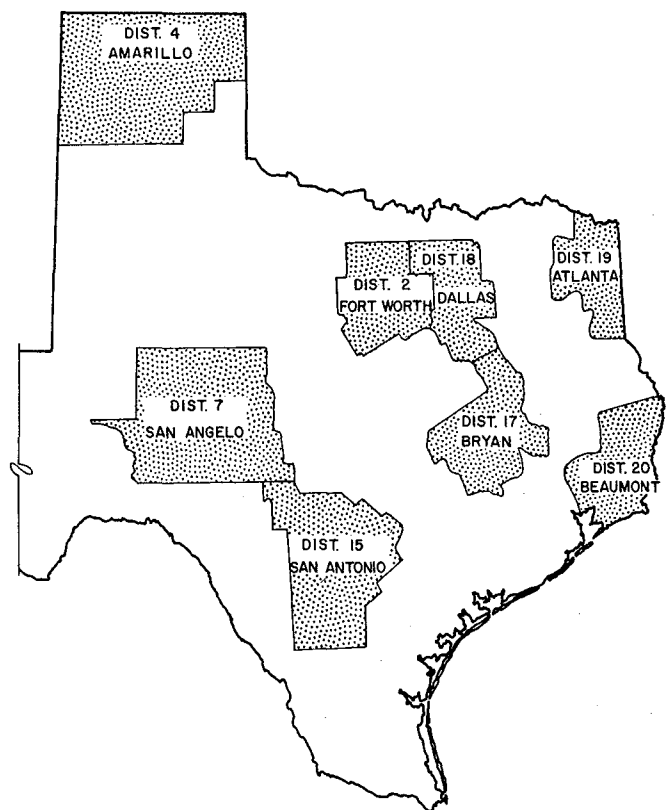 DIST. 4
AMARILLO
DIST. 2
FORT WORTH
DIST. 18
DALLAS
DIST. 19
ATLANTA
DIST. 7
SAN ANGELO
DIST. 17
BRYAN
DIST. 20
BEAUMONT
DIST. 15
SAN ANTONIO